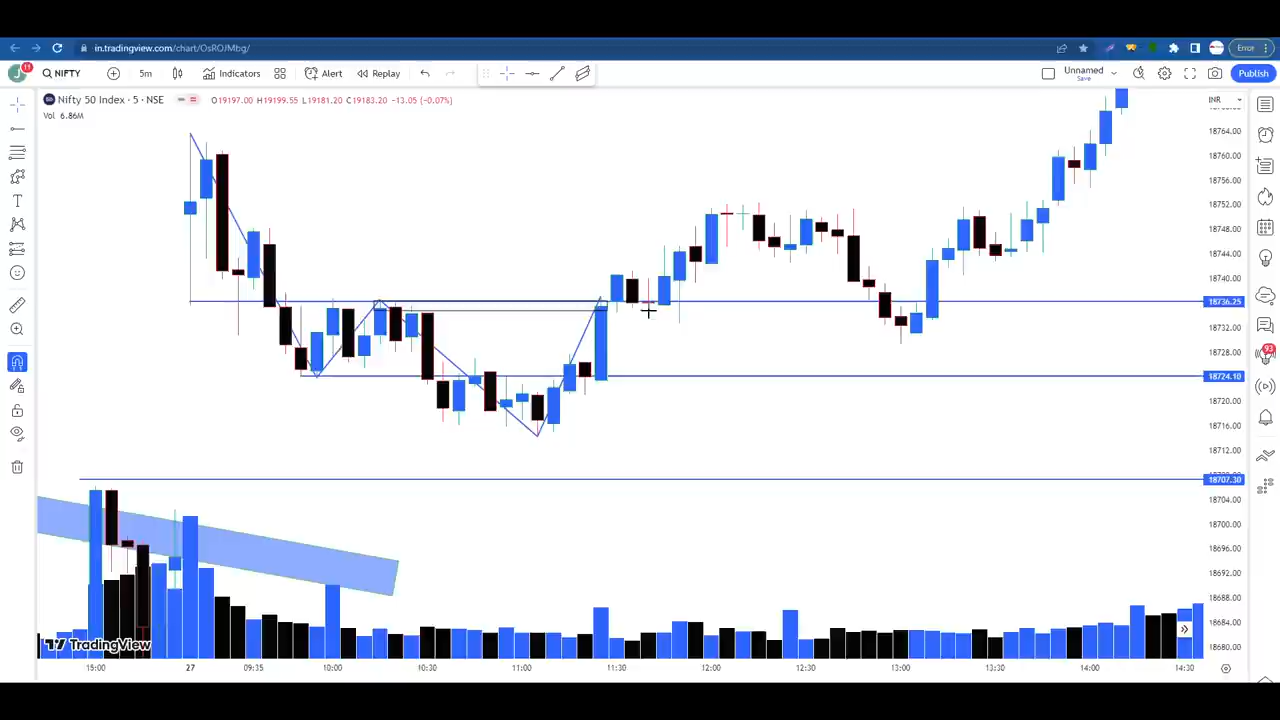 in.tradingview.com/chart/OsROJMbg/
Error
J
11
NIFTY
5m
Indicators
Alert
Replay
Unnamed
Save
Publish
Nifty 50 Index · 5 · NSE
O19197.00 H19199.55 L19181.20 C19183.20 -13.05 (-0.07%)
Vol 6.86M
INR
18764.00
18760.00
18756.00
18752.00
18748.00
18744.00
18740.00
18736.25
18732.00
18728.00
18724.10
18720.00
18716.00
18712.00
18707.30
18704.00
18700.00
18696.00
18692.00
18688.00
18684.00
18680.00
93
TradingView
15:00 27 09:35 10:00 10:30 11:00 11:30 12:00 12:30 13:00 13:30 14:00 14:30